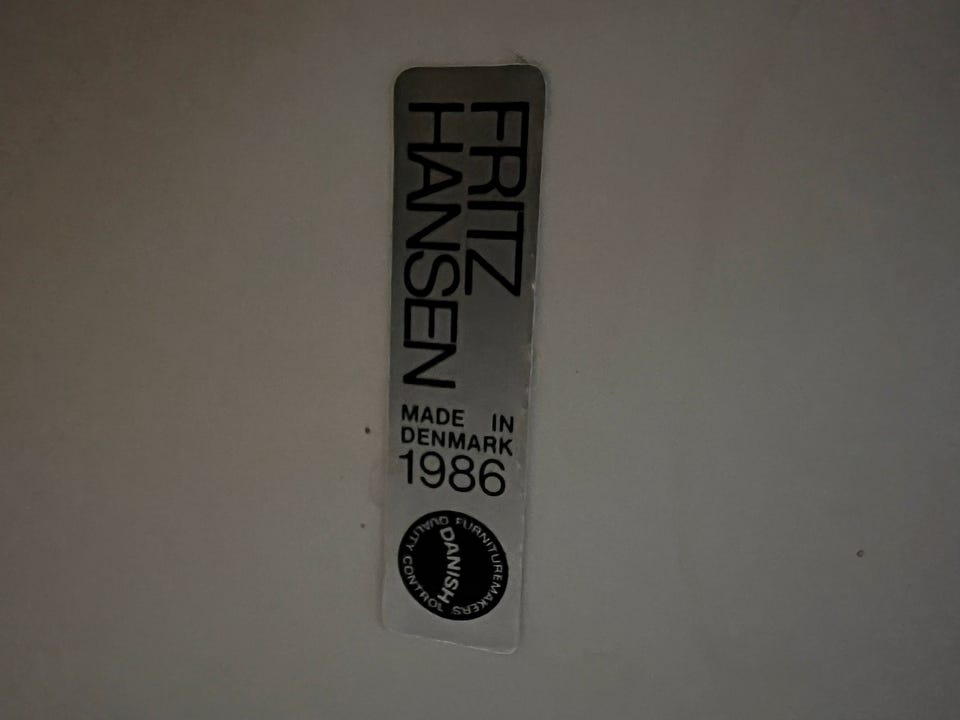 FRITZ
HANSEN
MADE IN
DENMARK
1986
DANISH
FURNITUREMAKERS'
QUALITY CONTROL